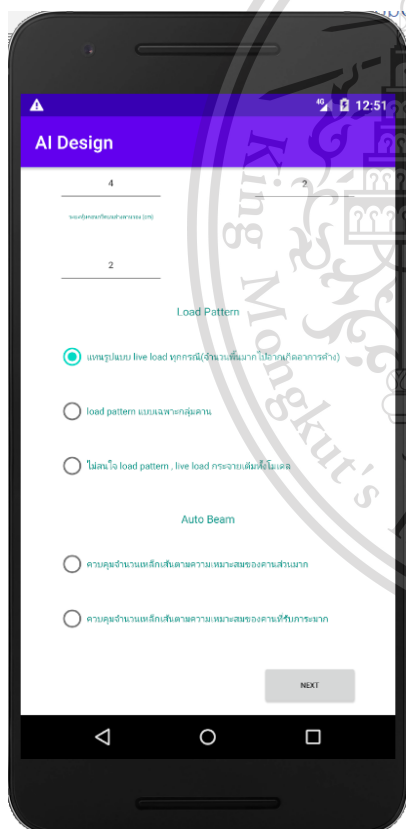 4G 12:51
AI Design
4 2
2
Load Pattern
แทนรูปแบบ live load ทุกกรณี(จำนวนพื้นมาก ไปอาจเกิดอาการค้าง)
load pattern แบบเฉพาะกลุ่มคาน
ไม่สนใจ load pattern , live load กระจายเต็มทั้งโมเดล
Auto Beam
ควบคุมจำนวนเหล็กเส้นตามความเหมาะสมของคานส่วนมาก
ควบคุมจำนวนเหล็กเส้นตามความเหมาะสมของคานที่รับภาระมาก
NEXT
King Mongkut's